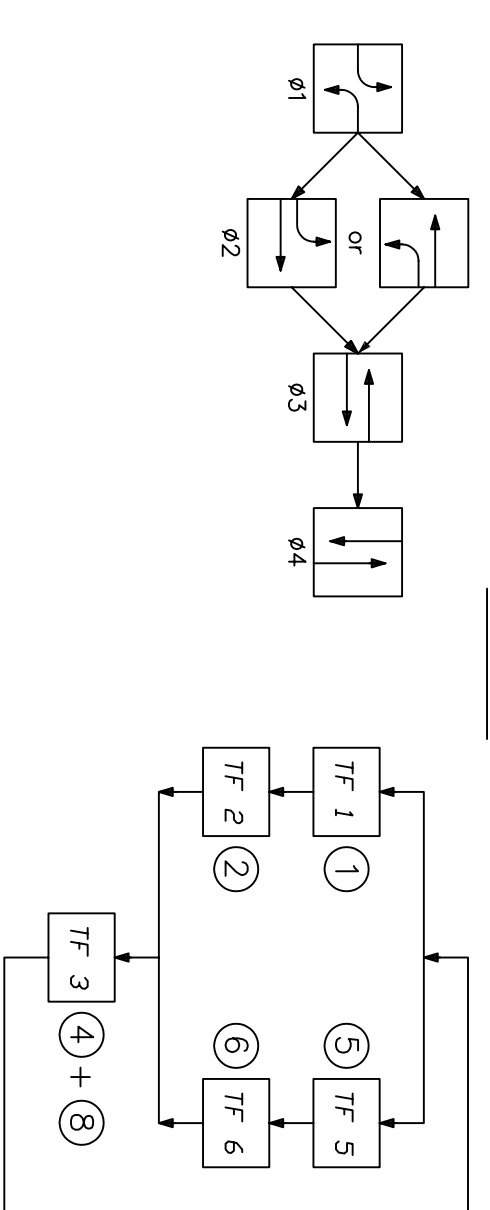 or
ø1
ø3
ø4
ø2
TF 1 ① ⑤ TF 5
TF 2 ② ⑥ TF 6
TF 3 ④ + ⑧